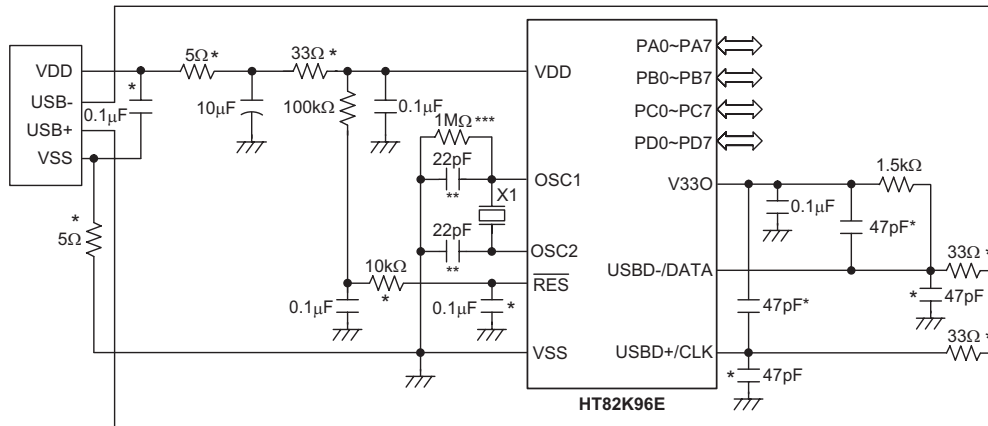 VDD
USB-
USB+
VSS
5Ω*
33Ω *
*
0.1μF
10μF
100kΩ
0.1μF
1MΩ ***
22pF
**
X1
22pF
**
*
5Ω
10kΩ
*
0.1μF
0.1μF *
VDD
OSC1
OSC2
RES
VSS
PA0~PA7
PB0~PB7
PC0~PC7
PD0~PD7
V33O
USBD-/DATA
USBD+/CLK
1.5kΩ
0.1μF
47pF*
33Ω *
* 47pF
47pF*
33Ω *
* 47pF
HT82K96E